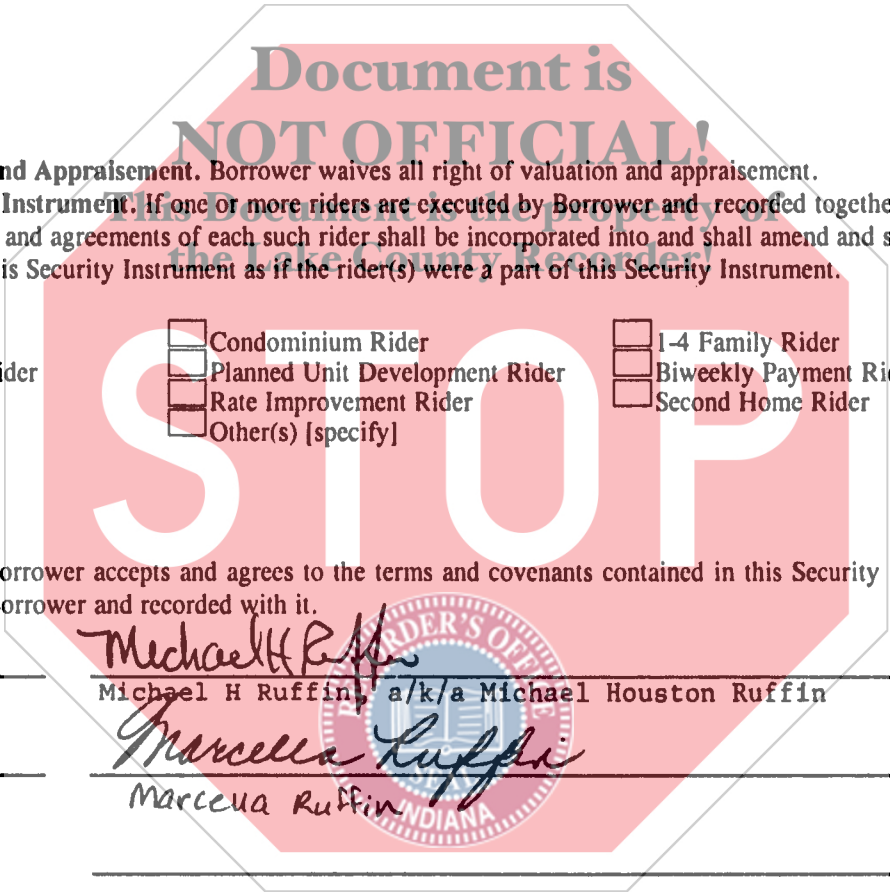 Document is
NOT OFFICIAL!
nd Appraisement. Borrower waives all right of valuation and appraisement.
This Document is the property of
Instrument. If one or more riders are executed by Borrower and recorded togethe
and agreements of each such rider shall be incorporated into and shall amend and s
the Lake County Recorder!
is Security Instrument as if the rider(s) were a part of this Security Instrument.
STOP
Condominium Rider 1-4 Family Rider
ider Planned Unit Development Rider Biweekly Payment Ri
Rate Improvement Rider Second Home Rider
Other(s) [specify]
orrower accepts and agrees to the terms and covenants contained in this Security
orrower and recorded with it.
Michael H Ruffin
Michael H Ruffin, a/k/a Michael Houston Ruffin
Marcella Ruffin
Marcella Ruffin
RECORDER'S OFFICE
SEAL
INDIANA